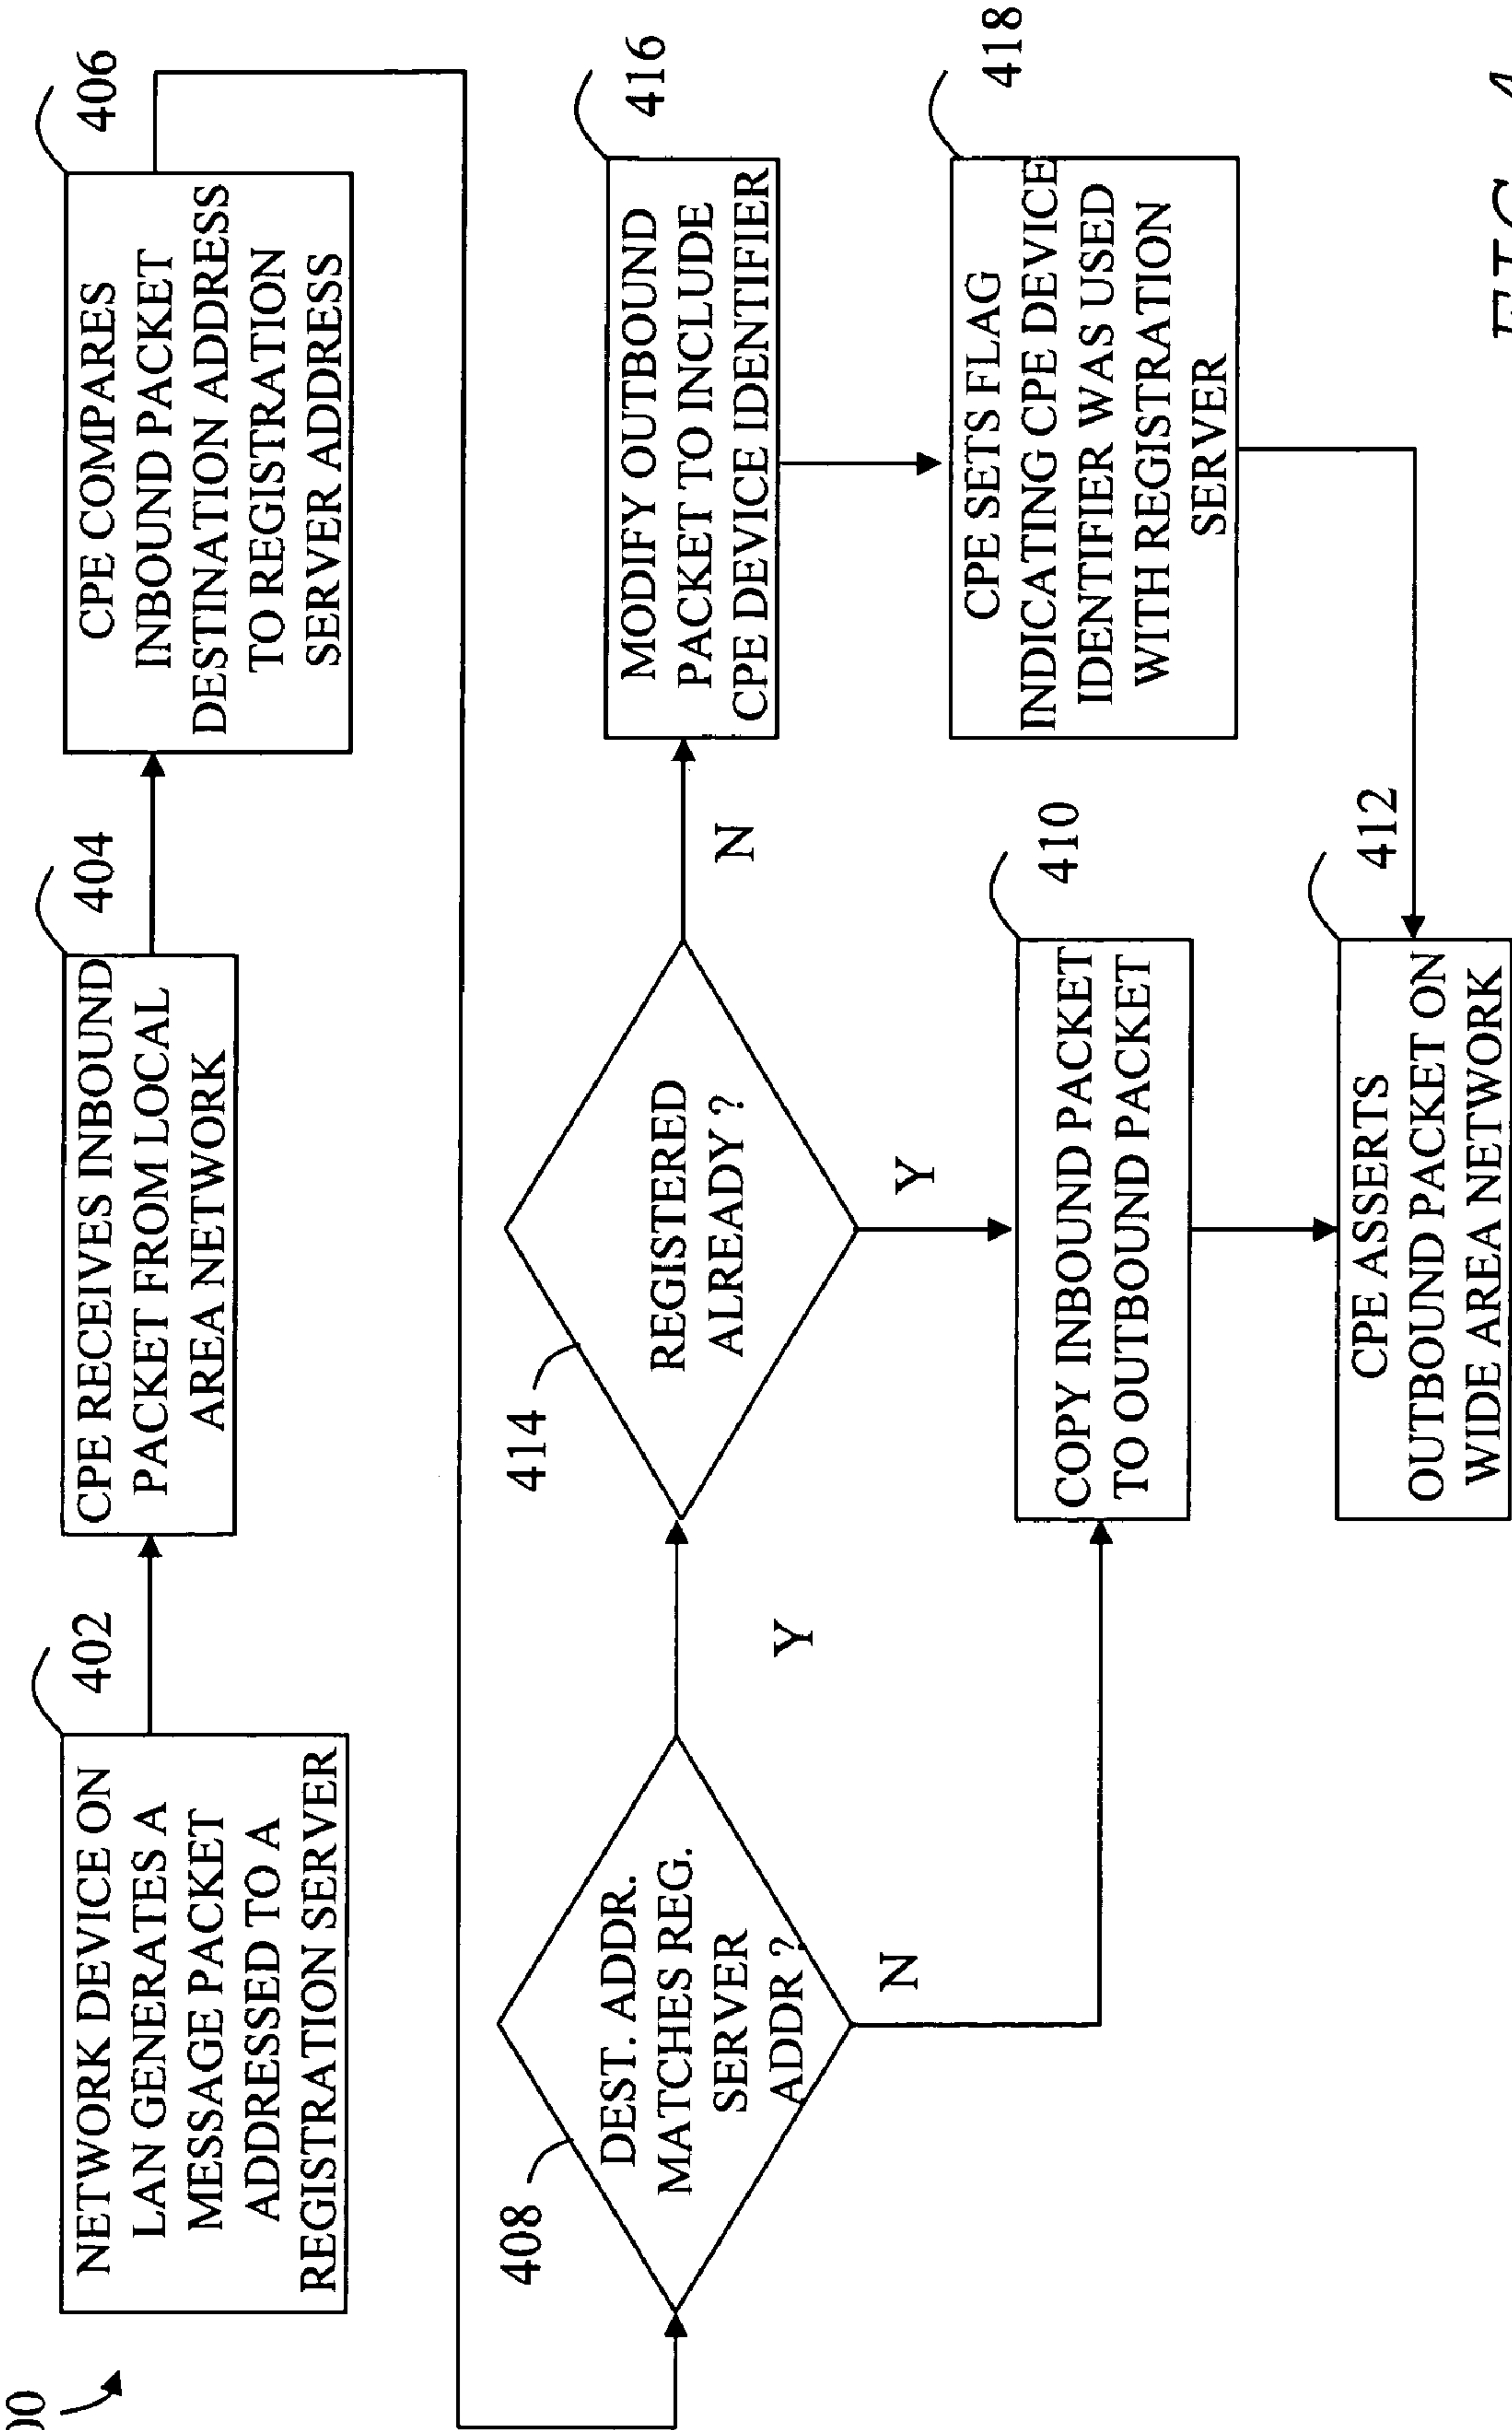 00
402
NETWORK DEVICE ON
LAN GENERATES A
MESSAGE PACKET
ADDRESSED TO A
REGISTRATION SERVER
404
CPE RECEIVES INBOUND
PACKET FROM LOCAL
AREA NETWORK
406
CPE COMPARES
INBOUND PACKET
DESTINATION ADDRESS
TO REGISTRATION
SERVER ADDRESS
408
DEST. ADDR.
MATCHES REG.
SERVER
ADDR ?
Y
N
414
REGISTERED
ALREADY ?
N
Y
416
MODIFY OUTBOUND
PACKET TO INCLUDE
CPE DEVICE IDENTIFIER
418
CPE SETS FLAG
INDICATING CPE DEVICE
IDENTIFIER WAS USED
WITH REGISTRATION
SERVER
410
COPY INBOUND PACKET
TO OUTBOUND PACKET
412
CPE ASSERTS
OUTBOUND PACKET ON
WIDE AREA NETWORK